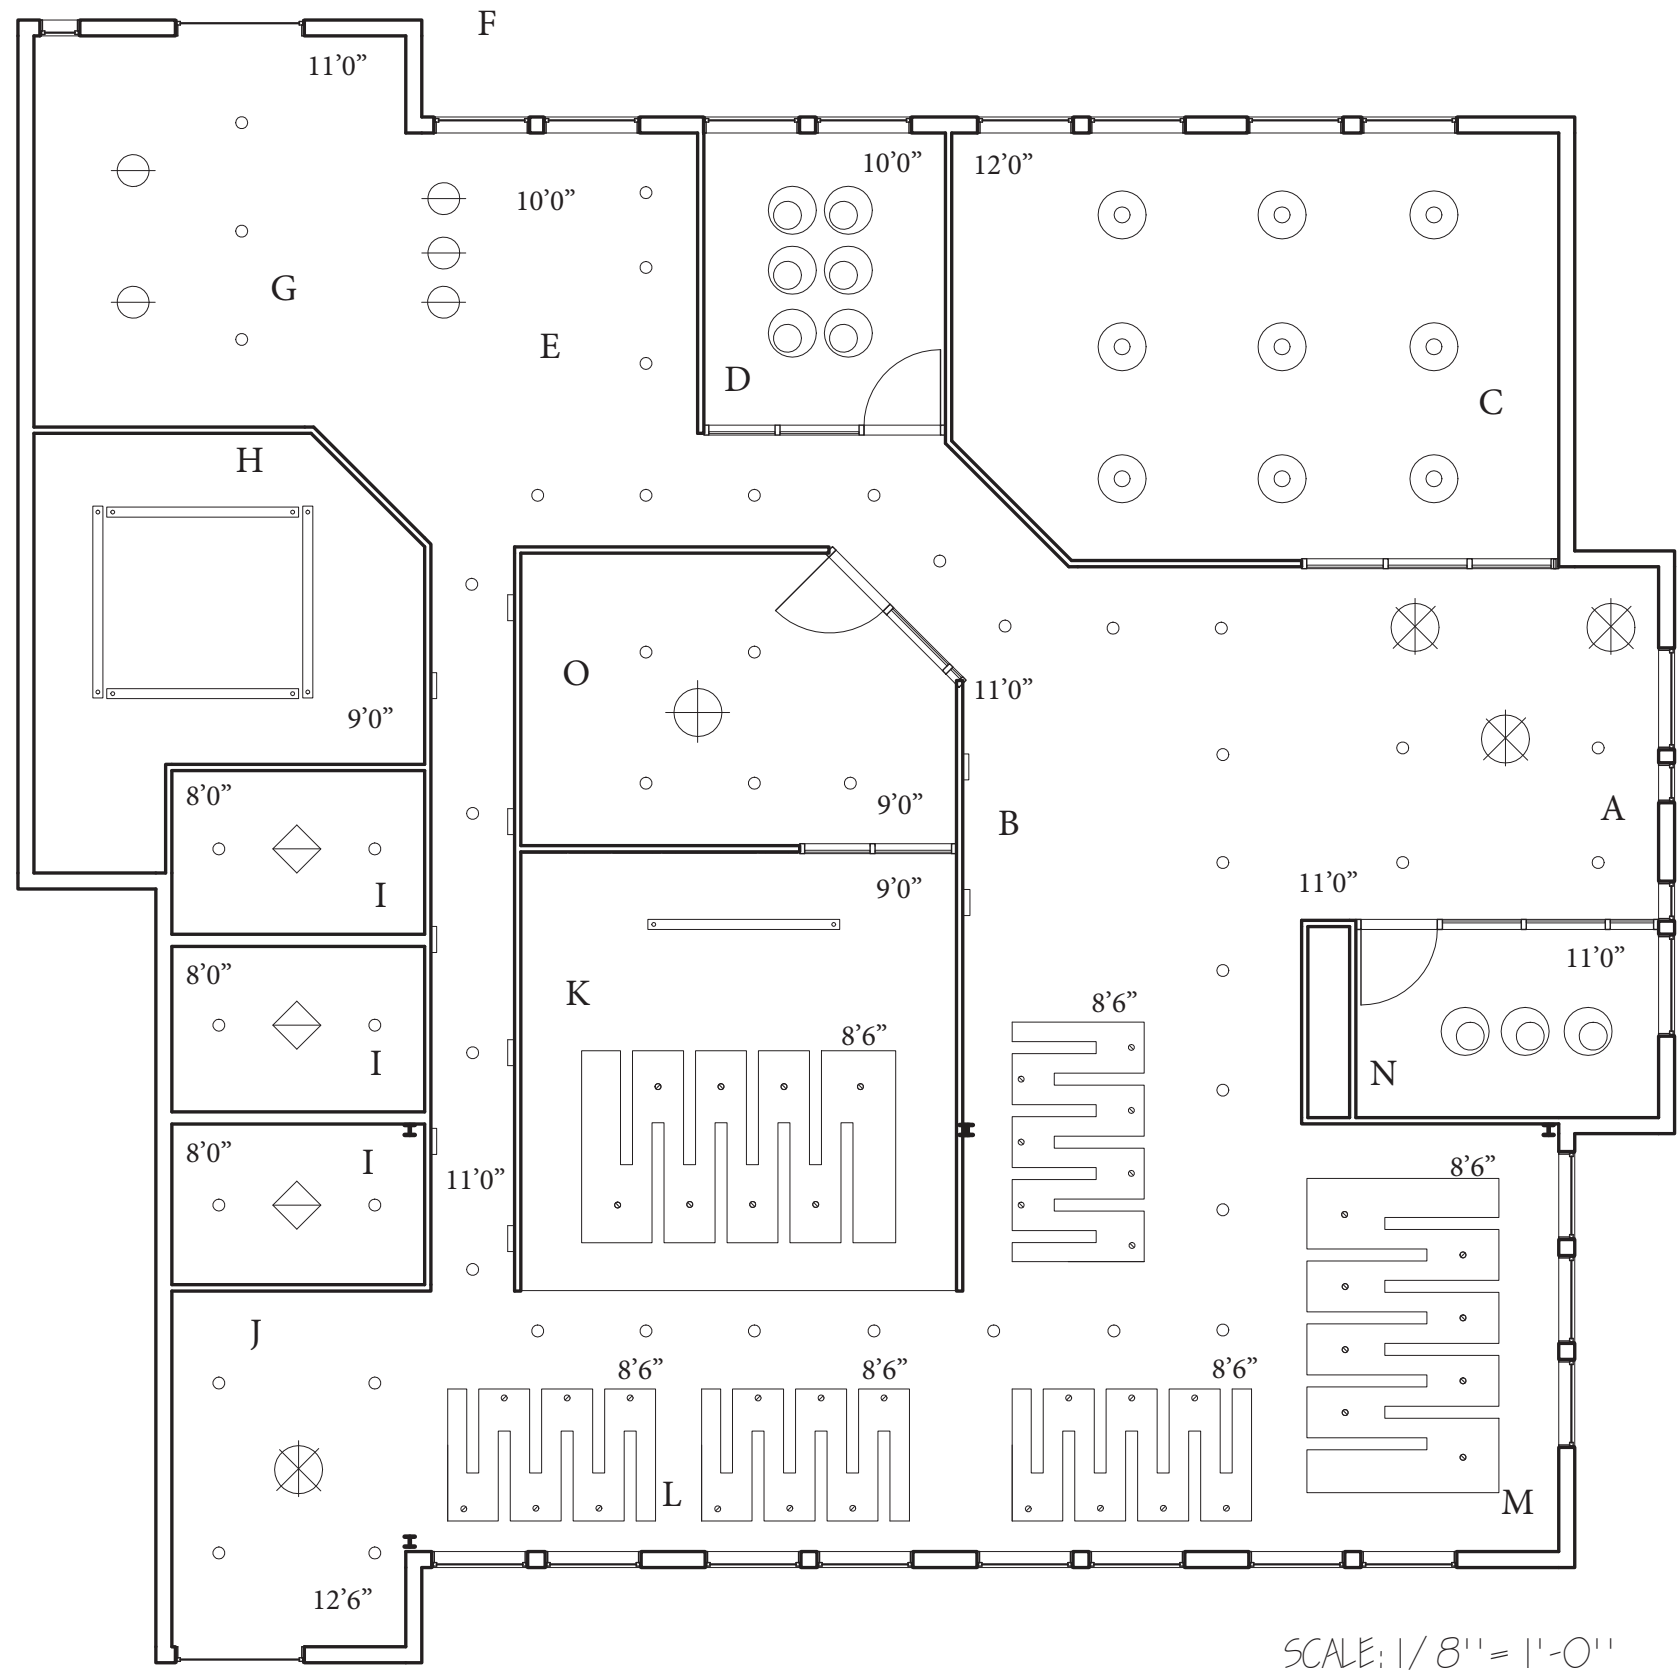 F
11’0”
10’0”
12’0”
10’0”
G
E
D
C
H
O
11’0”
9’0”
8’0”
9’0”
A
B
I
11’0”
9’0”
8’0”
11’0”
K
8’6”
8’6”
I
N
8’0”
I
11’0”
8’6”
J
8’6”
8’6”
8’6”
L
M
12’6”
SCALE: 1/8"= 1'-0"